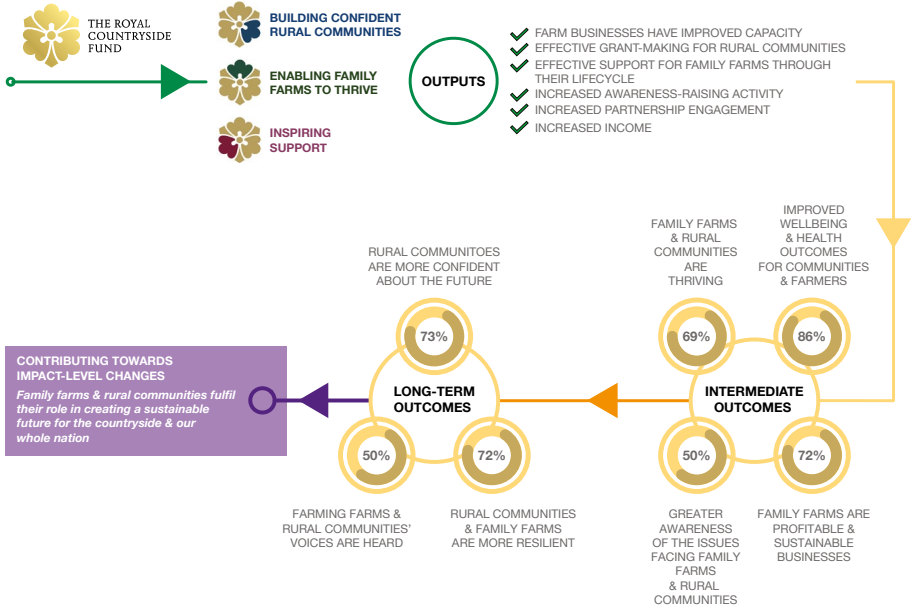 THE ROYAL
COUNTRYSIDE
FUND
BUILDING CONFIDENT
RURAL COMMUNITIES
ENABLING FAMILY
FARMS TO THRIVE
INSPIRING
SUPPORT
OUTPUTS
FARM BUSINESSES HAVE IMPROVED CAPACITY
EFFECTIVE GRANT-MAKING FOR RURAL COMMUNITIES
EFFECTIVE SUPPORT FOR FAMILY FARMS THROUGH
THEIR LIFECYCLE
INCREASED AWARENESS-RAISING ACTIVITY
INCREASED PARTNERSHIP ENGAGEMENT
INCREASED INCOME
FAMILY FARMS
& RURAL
COMMUNITIES
ARE
THRIVING
69%
IMPROVED
WELLBEING
& HEALTH
OUTCOMES
FOR COMMUNITIES
& FARMERS
86%
INTERMEDIATE
OUTCOMES
50%
GREATER
AWARENESS
OF THE ISSUES
FACING FAMILY
FARMS
& RURAL
COMMUNITIES
72%
FAMILY FARMS ARE
PROFITABLE &
SUSTAINABLE
BUSINESSES
RURAL COMMUNITOES
ARE MORE CONFIDENT
ABOUT THE FUTURE
73%
LONG-TERM
OUTCOMES
50%
FARMING FARMS &
RURAL COMMUNITIES'
VOICES ARE HEARD
72%
RURAL COMMUNITIES
& FAMILY FARMS
ARE MORE RESILIENT
CONTRIBUTING TOWARDS
IMPACT-LEVEL CHANGES
Family farms & rural communities fulfil
their role in creating a sustainable
future for the countryside & our
whole nation